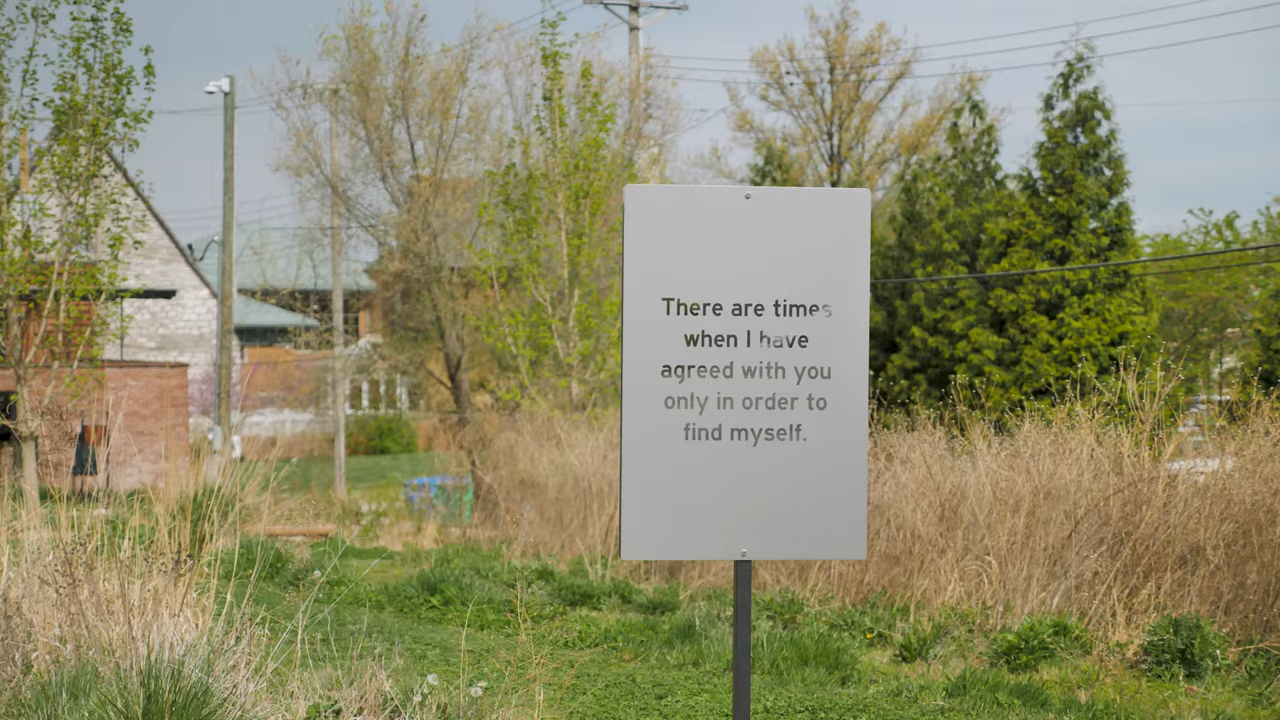 There are times
when I have
agreed with you
only in order to
find myself.